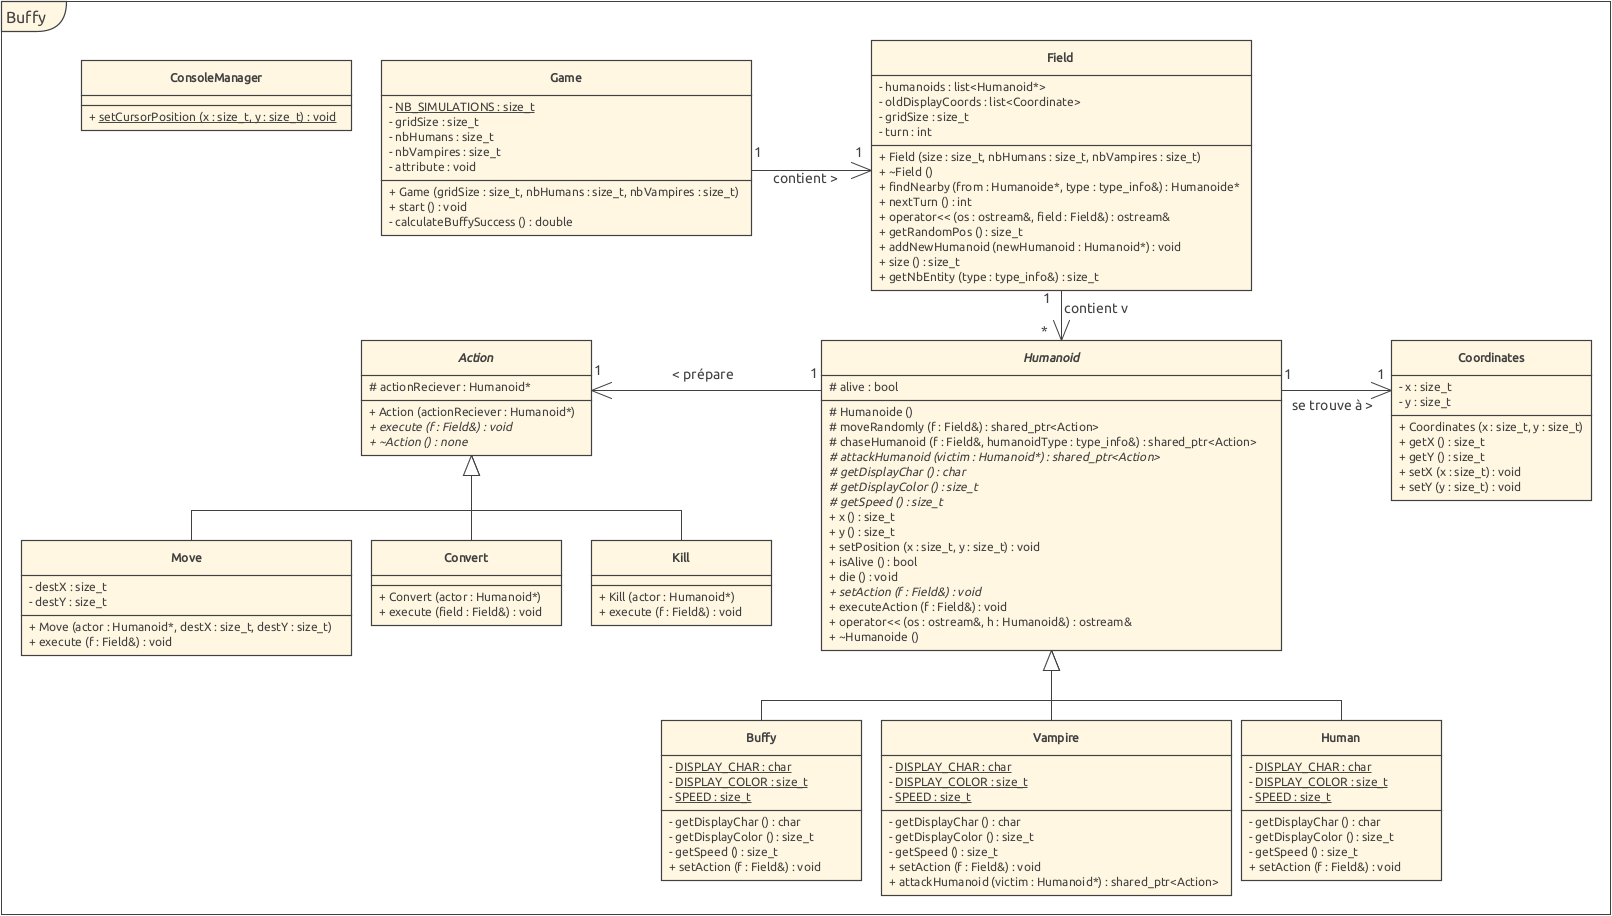 Buffy
ConsoleManager
+ setCursorPosition (x : size_t, y : size_t) : void
Game
- NB_SIMULATIONS : size_t
- gridSize : size_t
- nbHumans : size_t
- nbVampires : size_t
- attribute : void
+ Game (gridSize : size_t, nbHumans : size_t, nbVampires : size_t)
+ start () : void
- calculateBuffySuccess () : double
1
1
contient >
Field
- humanoids : list<Humanoid*>
- oldDisplayCoords : list<Coordinate>
- gridSize : size_t
- turn : int
+ Field (size : size_t, nbHumans : size_t, nbVampires : size_t)
+ ~Field ()
+ findNearby (from : Humanoide*, type : type_info&) : Humanoide*
+ nextTurn () : int
+ operator<< (os : ostream&, field : Field&) : ostream&
+ getRandomPos () : size_t
+ addNewHumanoid (newHumanoid : Humanoid*) : void
+ size () : size_t
+ getNbEntity (type : type_info&) : size_t
1
contient v
*
Action
# actionReciever : Humanoid*
+ Action (actionReciever : Humanoid*)
+ execute (f : Field&) : void
+ ~Action () : none
1
< prépare
1
Humanoid
# alive : bool
# Humanoide ()
# moveRandomly (f : Field&) : shared_ptr<Action>
# chaseHumanoid (f : Field&, humanoidType : type_info&) : shared_ptr<Action>
# attackHumanoid (victim : Humanoid*) : shared_ptr<Action>
# getDisplayChar () : char
# getDisplayColor () : size_t
# getSpeed () : size_t
+ x () : size_t
+ y () : size_t
+ setPosition (x : size_t, y : size_t) : void
+ isAlive () : bool
+ die () : void
+ setAction (f : Field&) : void
+ executeAction (f : Field&) : void
+ operator<< (os : ostream&, h : Humanoid&) : ostream&
+ ~Humanoide ()
1
1
se trouve à >
Coordinates
- x : size_t
- y : size_t
+ Coordinates (x : size_t, y : size_t)
+ getX () : size_t
+ getY () : size_t
+ setX (x : size_t) : void
+ setY (y : size_t) : void
Move
- destX : size_t
- destY : size_t
+ Move (actor : Humanoid*, destX : size_t, destY : size_t)
+ execute (f : Field&) : void
Convert
+ Convert (actor : Humanoid*)
+ execute (field : Field&) : void
Kill
+ Kill (actor : Humanoid*)
+ execute (f : Field&) : void
Buffy
- DISPLAY_CHAR : char
- DISPLAY_COLOR : size_t
- SPEED : size_t
- getDisplayChar () : char
- getDisplayColor () : size_t
- getSpeed () : size_t
+ setAction (f : Field&) : void
Vampire
- DISPLAY_CHAR : char
- DISPLAY_COLOR : size_t
- SPEED : size_t
- getDisplayChar () : char
- getDisplayColor () : size_t
- getSpeed () : size_t
+ setAction (f : Field&) : void
+ attackHumanoid (victim : Humanoid*) : shared_ptr<Action>
Human
- DISPLAY_CHAR : char
- DISPLAY_COLOR : size_t
- SPEED : size_t
- getDisplayChar () : char
- getDisplayColor () : size_t
- getSpeed () : size_t
+ setAction (f : Field&) : void